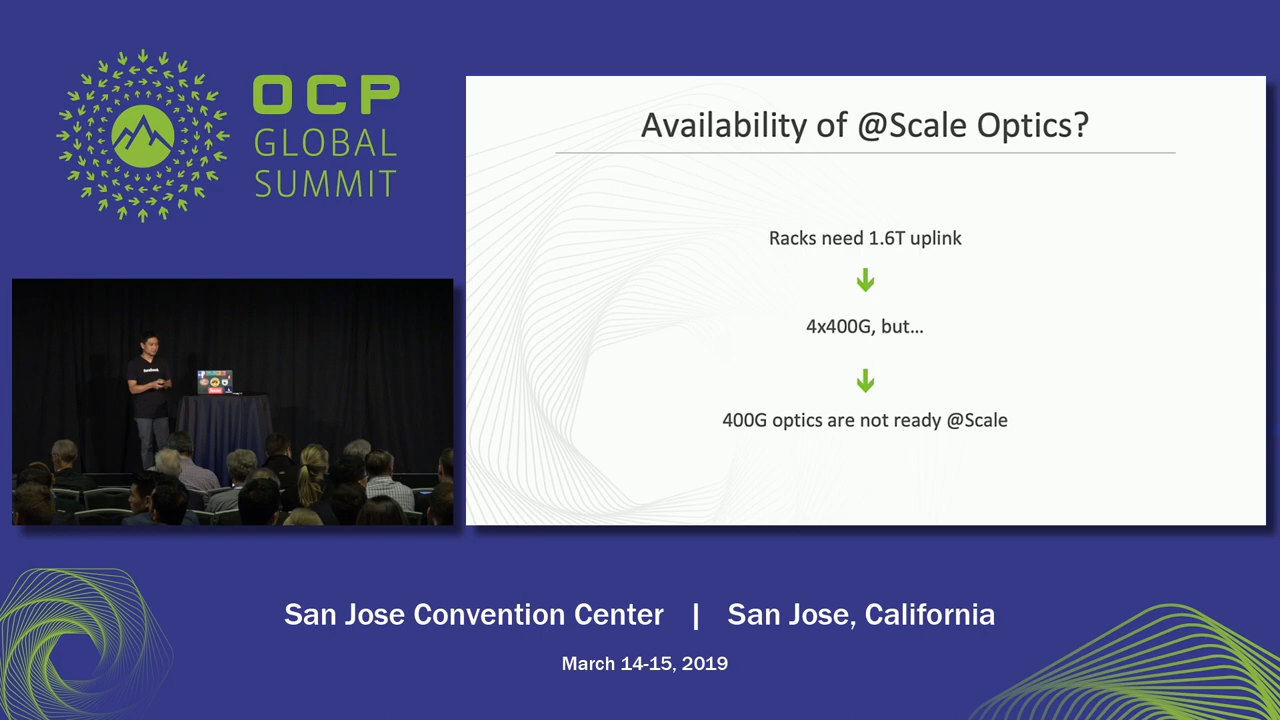 OCP
GLOBAL
SUMMIT
Availability of @Scale Optics?
Racks need 1.6T uplink
4x400G, but...
400G optics are not ready @Scale
San Jose Convention Center | San Jose, California
March 14-15, 2019